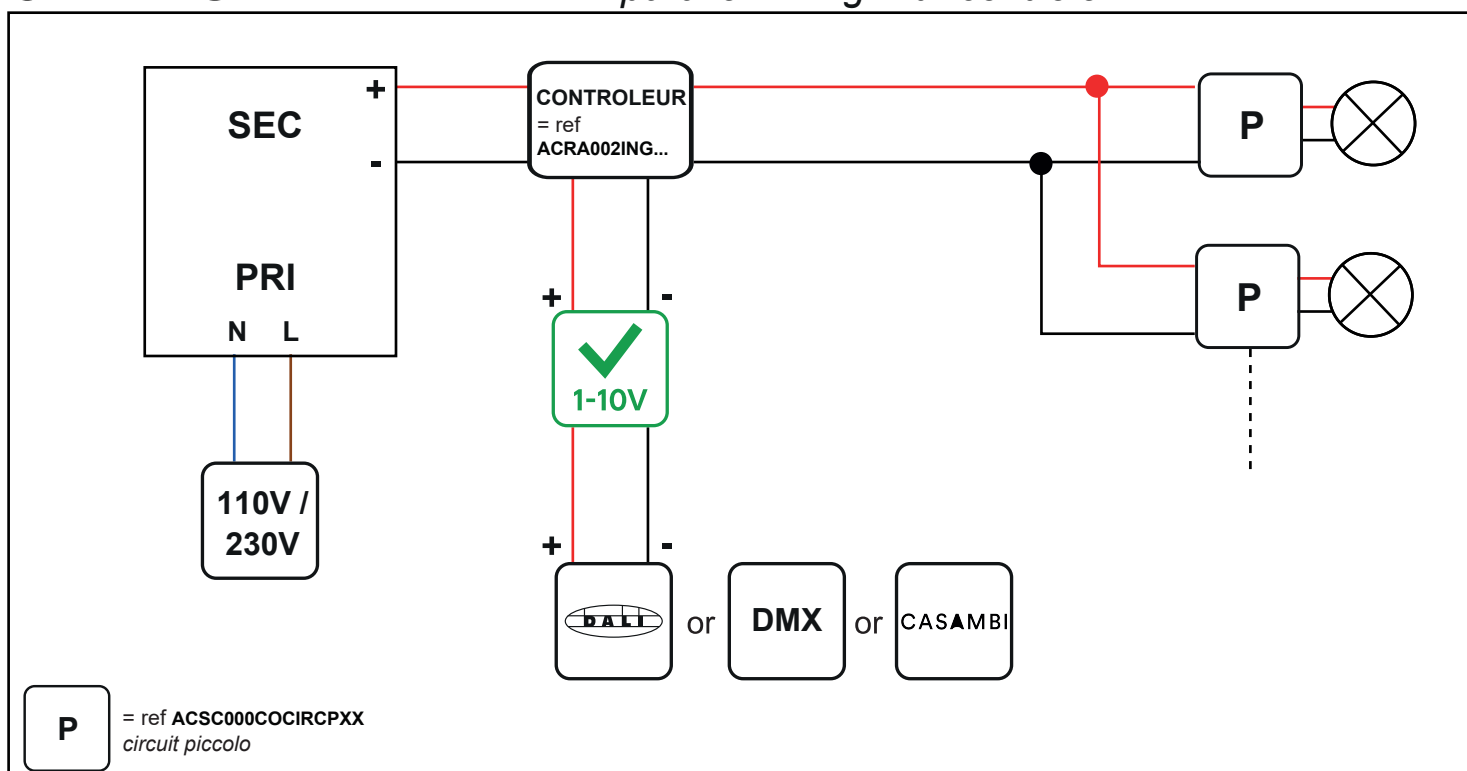 +
SEC
-
PRI
N L
110V /
230V
CONTROLEUR
= ref
ACRA002ING...
+ -
1-10V
+ -
DALI or DMX or CASAMBI
P
P
P
= ref ACSC000COCIRCPXX
circuit piccolo